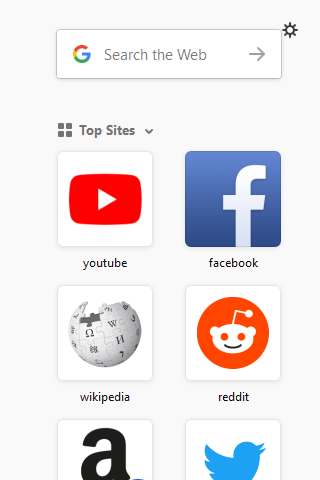 Search the Web
Top Sites
youtube
facebook
wikipedia
reddit